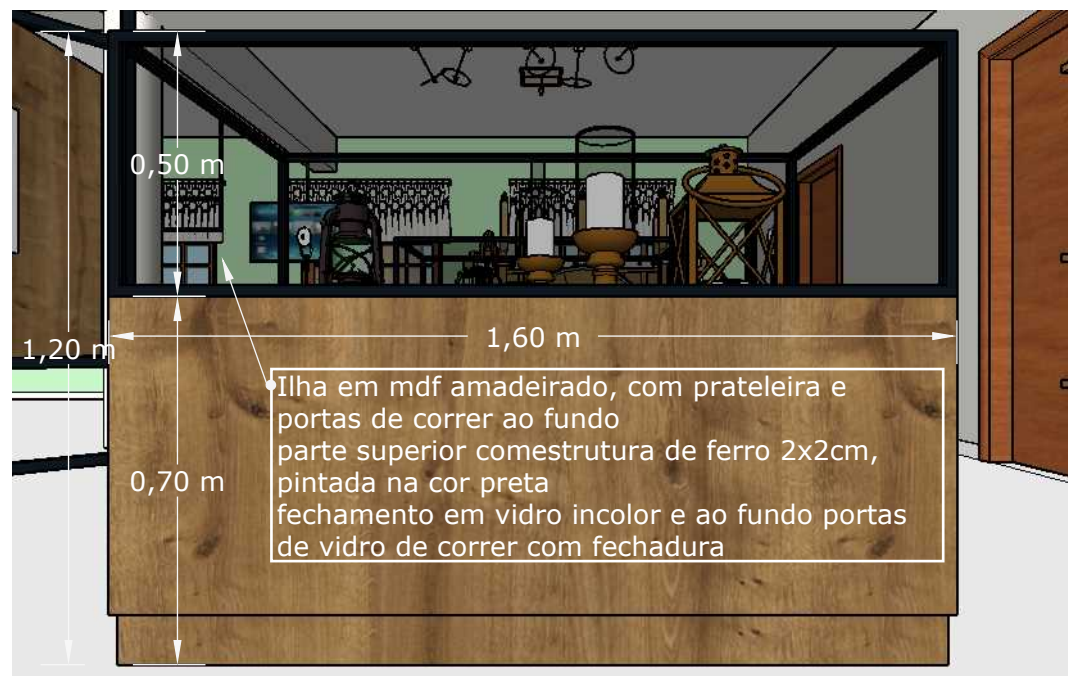 0,50 m
1,60 m
1,20 m
Ilha em mdf amadeirado, com prateleira e
portas de correr ao fundo
parte superior comestrutura de ferro 2x2cm,
pintada na cor preta
fechamento em vidro incolor e ao fundo portas
de vidro de correr com fechadura
0,70 m